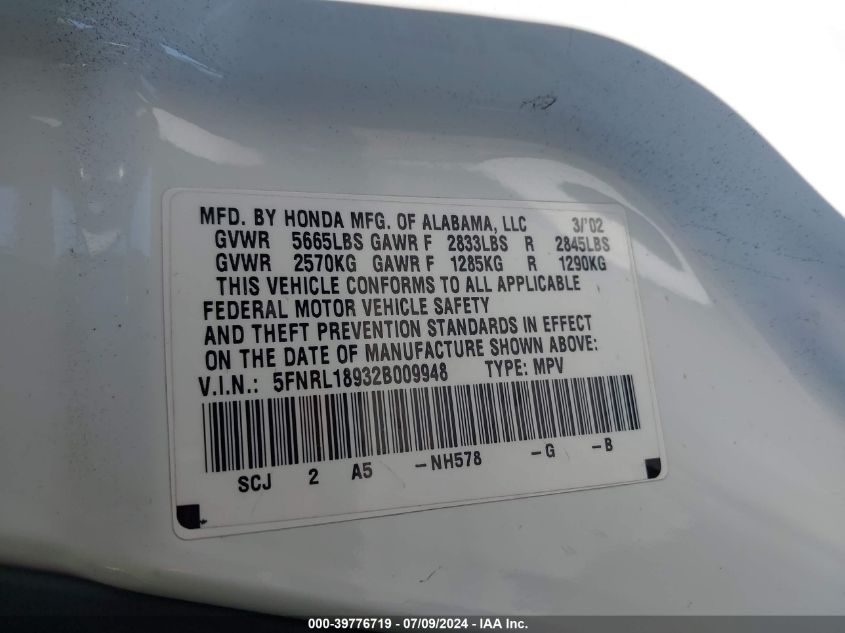 MFD. BY HONDA MFG. OF ALABAMA, LLC 3/'02
GVWR 5665LBS GAWR F 2833LBS R 2845LBS
GVWR 2570KG GAWR F 1285KG R 1290KG
THIS VEHICLE CONFORMS TO ALL APPLICABLE
FEDERAL MOTOR VEHICLE SAFETY
AND THEFT PREVENTION STANDARDS IN EFFECT
ON THE DATE OF MANUFACTURE SHOWN ABOVE:
V.I.N.: 5FNRL18932B009948 TYPE: MPV
SCJ 2 A5 -NH578 -G -B
000-39776719 / 07/09/2024 / IAA Inc.